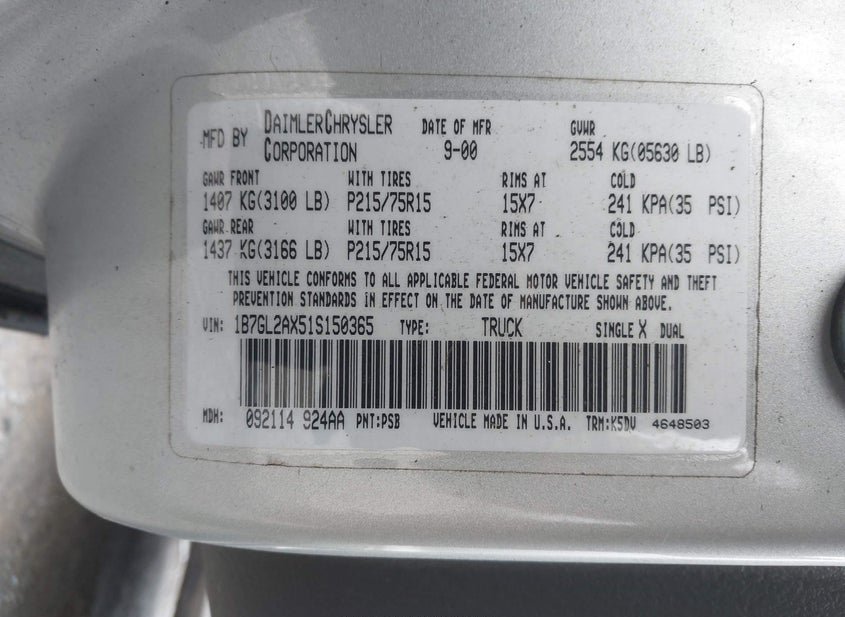 MFD BY DAIMLERCHRYSLER CORPORATION DATE OF MFR 9-00 GVWR 2554 KG(05630 LB)
GAWR FRONT WITH TIRES RIMS AT COLD
1407 KG(3100 LB) P215/75R15 15X7 241 KPA(35 PSI)
GAWR REAR WITH TIRES RIMS AT COLD
1437 KG(3166 LB) P215/75R15 15X7 241 KPA(35 PSI)
THIS VEHICLE CONFORMS TO ALL APPLICABLE FEDERAL MOTOR VEHICLE SAFETY AND THEFT
PREVENTION STANDARDS IN EFFECT ON THE DATE OF MANUFACTURE SHOWN ABOVE.
VIN: 1B7GL2AX51S150365 TYPE: TRUCK SINGLE X DUAL
MDH: 092114 924AA PNT:PSB VEHICLE MADE IN U.S.A. TRM:K5DV 4648503